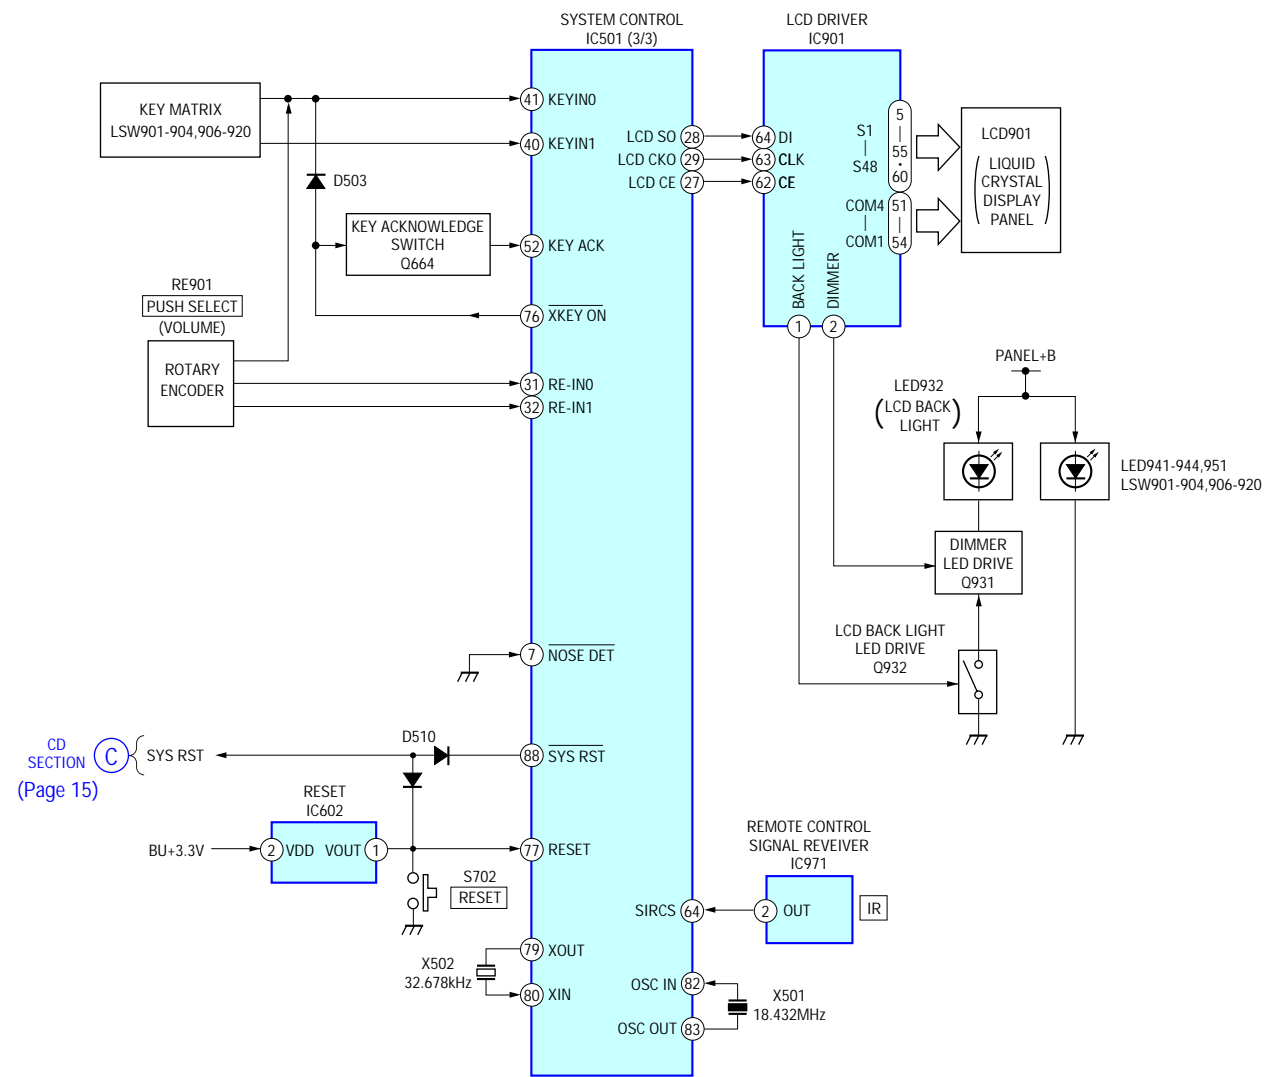 SYSTEM CONTROL
IC501 (3/3)
LCD DRIVER
IC901
KEY MATRIX
LSW901-904,906-920
41 KEYIN0
40 KEYIN1
D503
KEY ACKNOWLEDGE
SWITCH
Q664
52 KEY ACK
76 XKEY ON
RE901
PUSH SELECT
(VOLUME)
ROTARY
ENCODER
31 RE-IN0
32 RE-IN1
LCD SO 28
LCD CKO 29
LCD CE 27
64 DI
63 CLK
62 CE
S1
|
S48
5
|
55
·
60
COM4
|
COM1
51
|
54
LCD901
(LIQUID
CRYSTAL
DISPLAY
PANEL)
BACK LIGHT
DIMMER
1
2
PANEL+B
LED932
(LCD BACK
LIGHT)
LED941-944,951
LSW901-904,906-920
DIMMER
LED DRIVE
Q931
LCD BACK LIGHT
LED DRIVE
Q932
7 NOSE DET
CD
SECTION
(Page 15)
C
SYS RST
D510
88 SYS RST
RESET
IC602
BU+3.3V
2 VDD VOUT 1
77 RESET
S702
RESET
REMOTE CONTROL
SIGNAL REVEIVER
IC971
SIRCS 64
2 OUT
IR
79 XOUT
X502
32.678kHz
80 XIN
OSC IN 82
X501
18.432MHz
OSC OUT 83